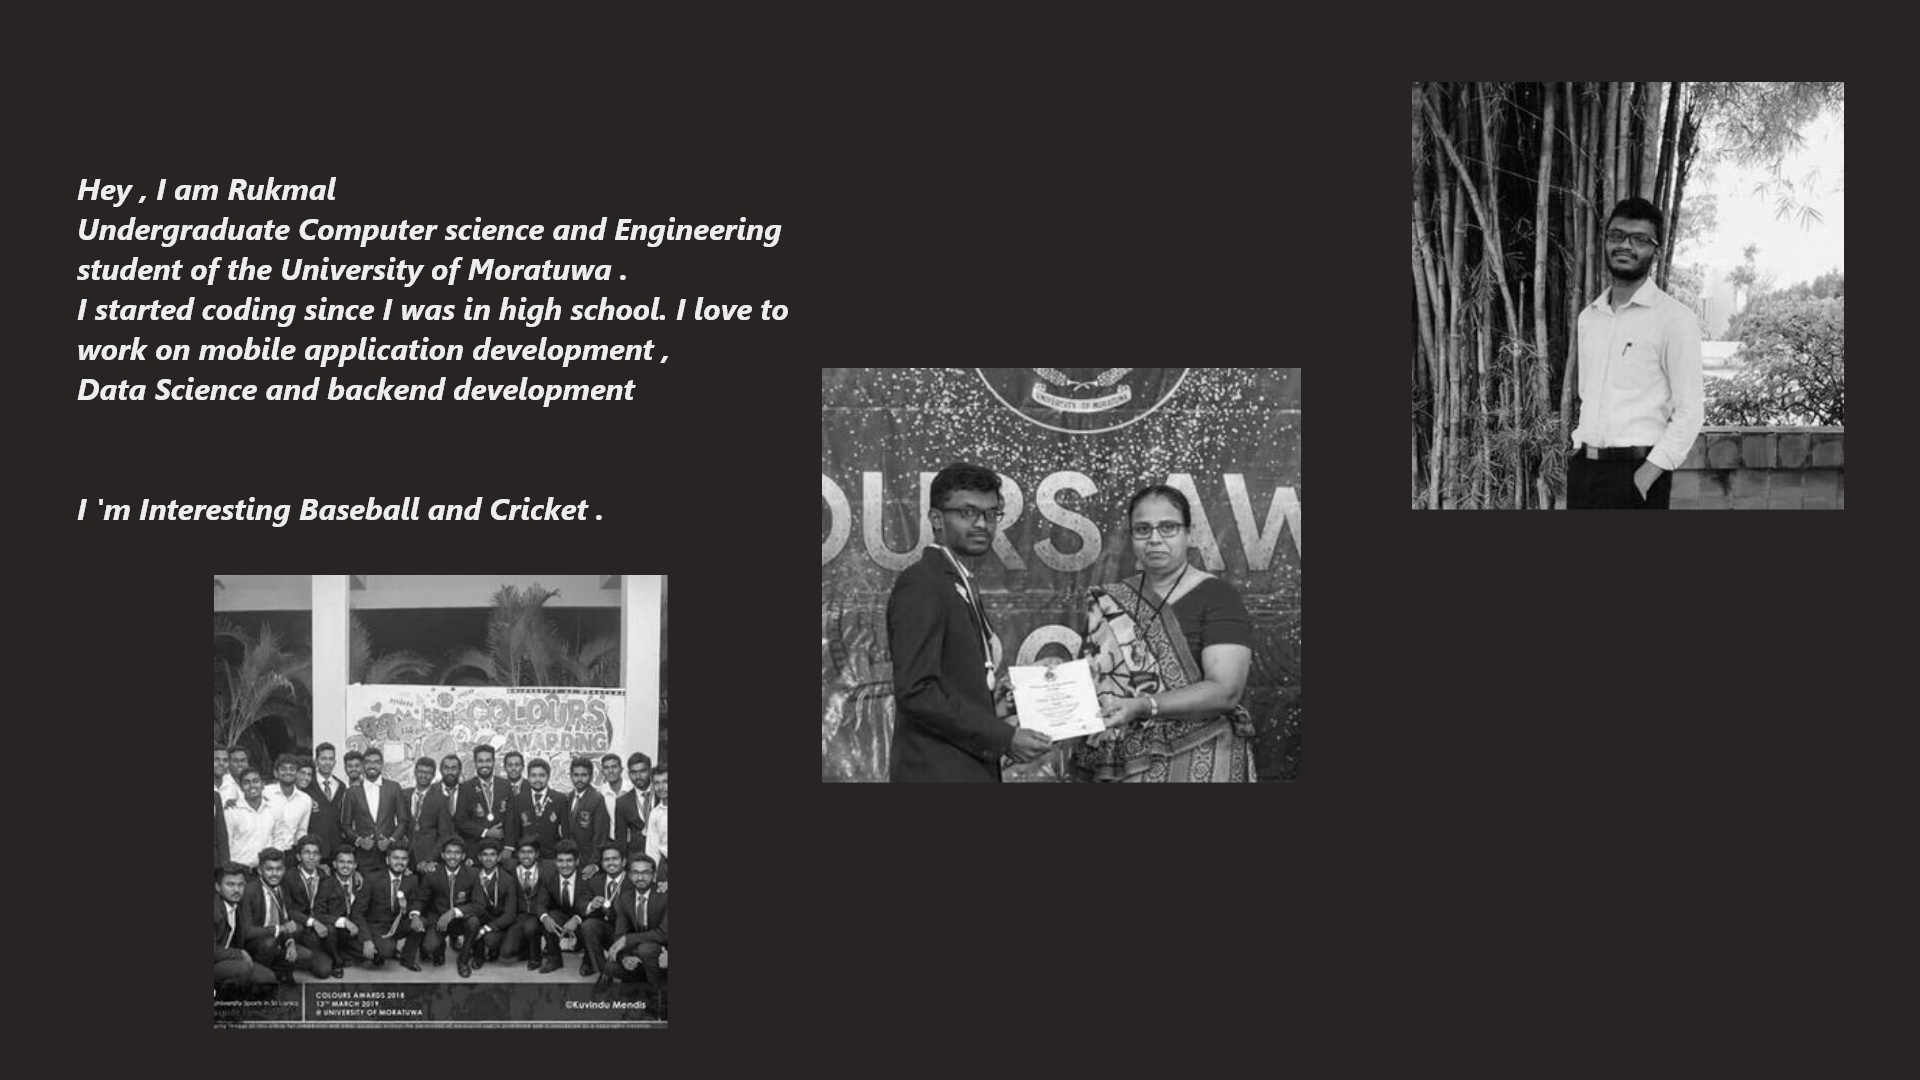 Hey , I am Rukmal
Undergraduate Computer science and Engineering
student of the University of Moratuwa .
I started coding since I was in high school. I love to
work on mobile application development ,
Data Science and backend development
I 'm Interesting Baseball and Cricket .
UNIVERSITY OF MORATUWA
OURS AW
COLOURS
AWARDING
University Sports in Sri Lanka
COLOURS AWARDS 2018
13TH MARCH 2019
@ UNIVERSITY OF MORATUWA
©Kuvindu Mendis